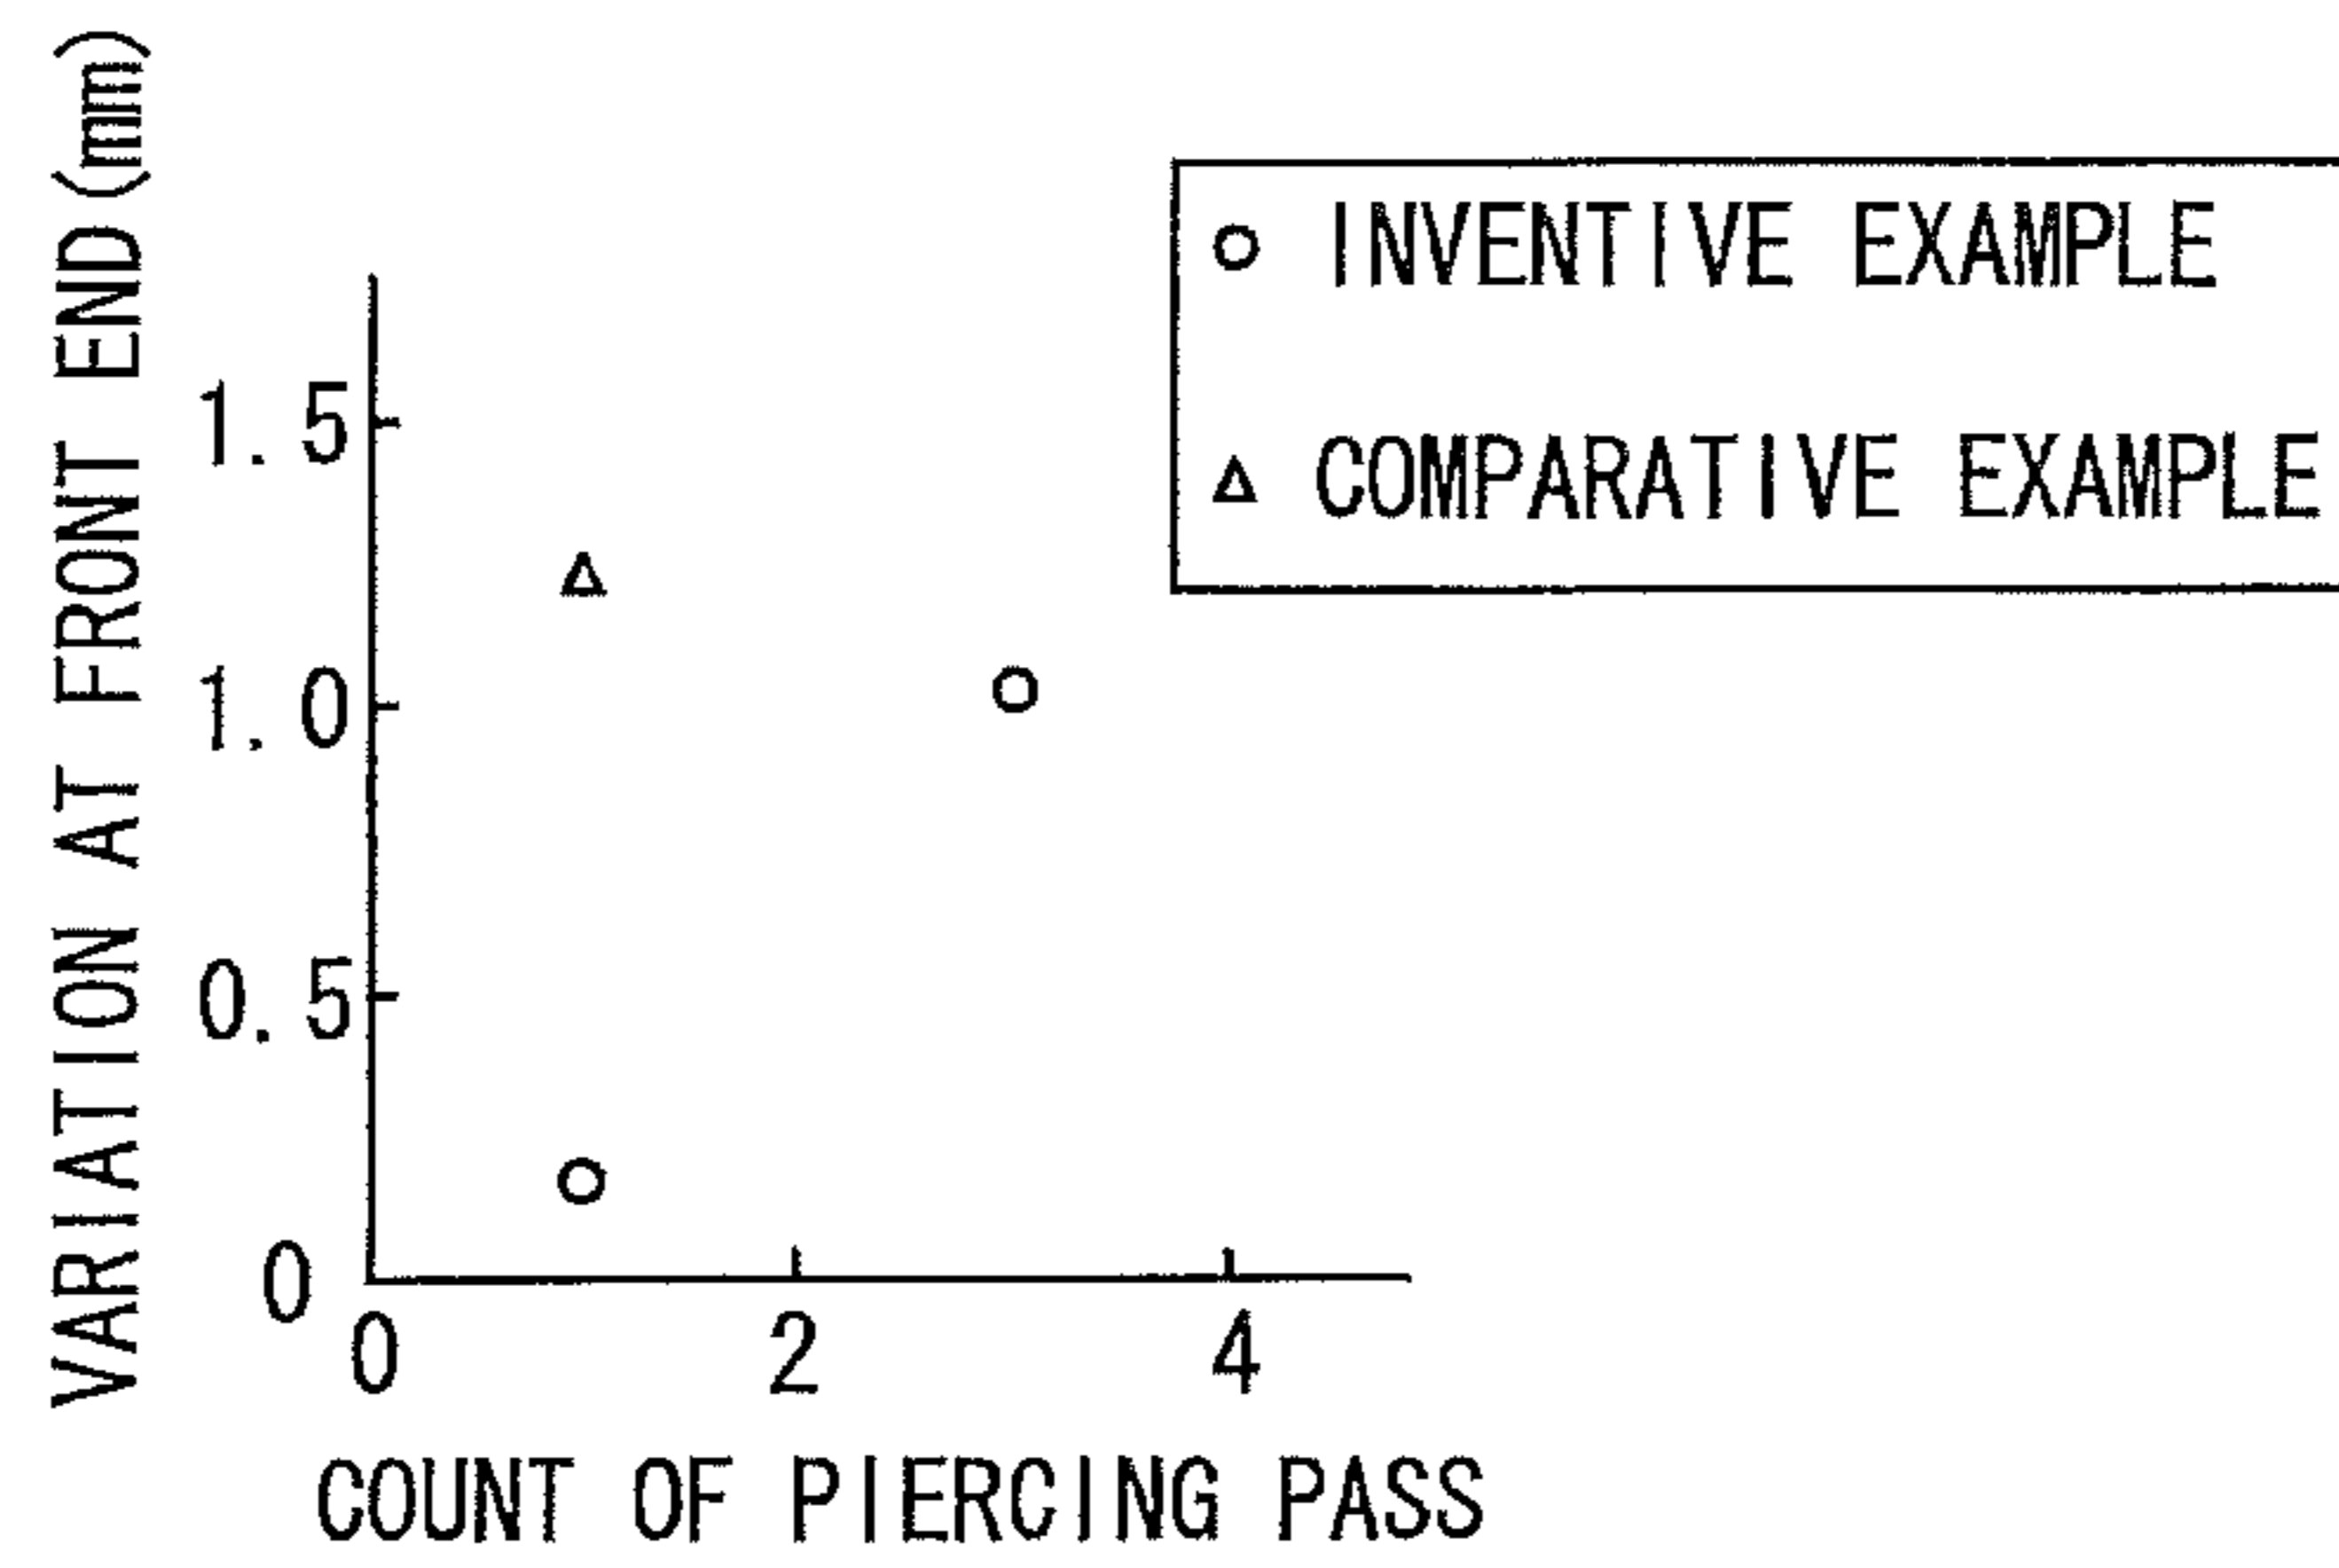 VARIATION AT FRONT END(mm)
INVENTIVE EXAMPLE
COMPARATIVE EXAMPLE
1.5
1.0
0.5
0
0 2 4
COUNT OF PIERCING PASS